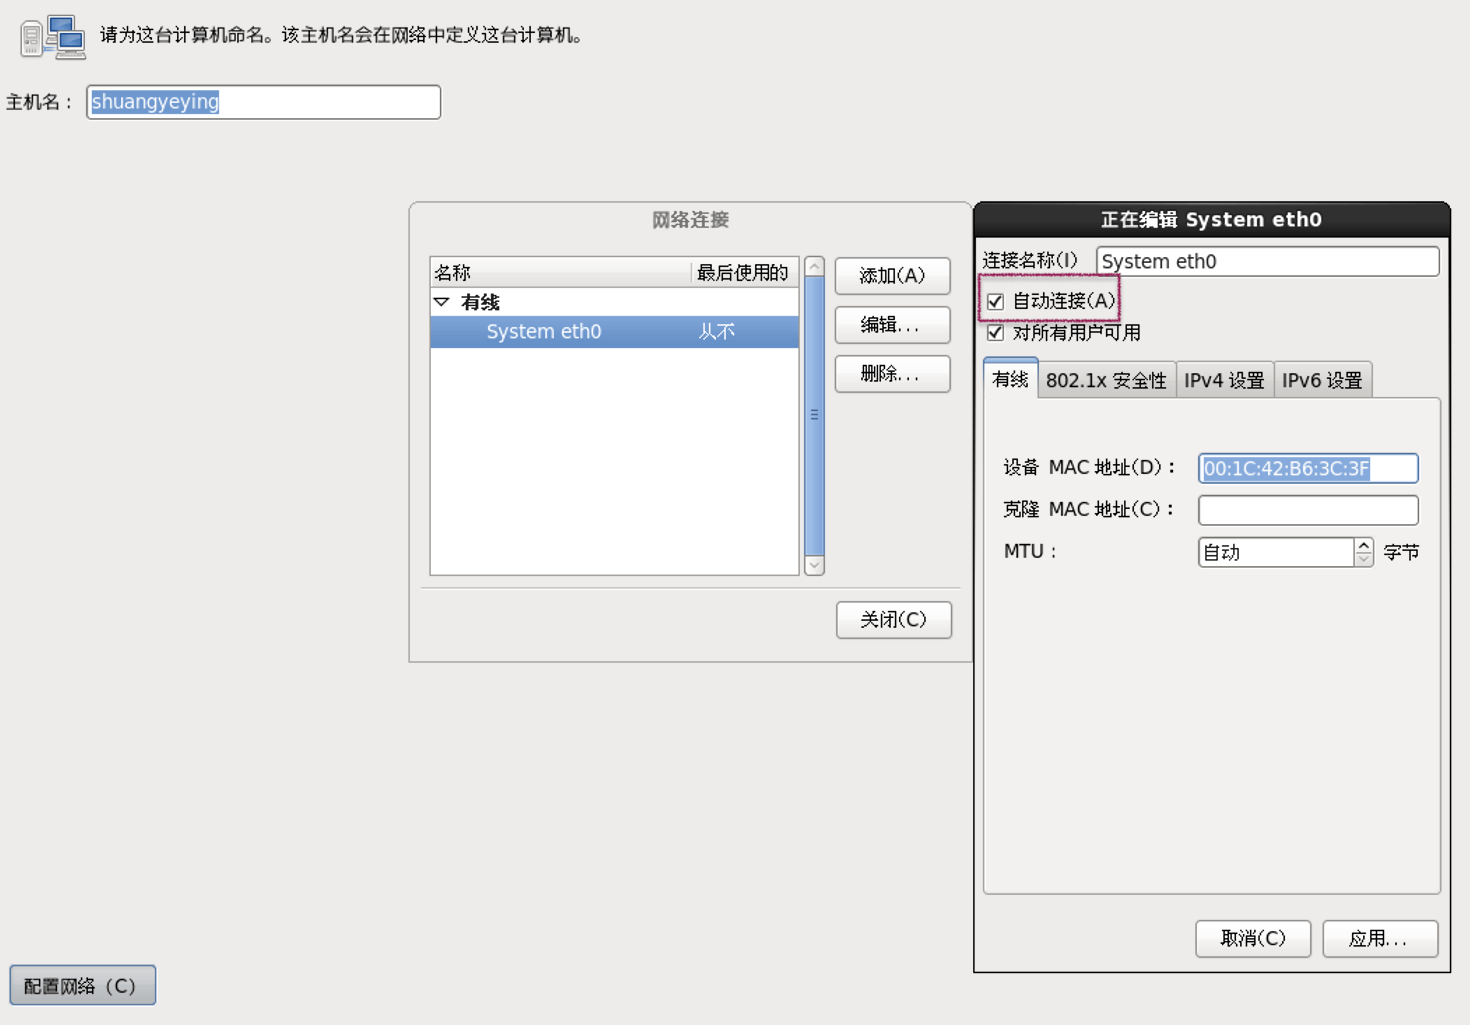 请为这台计算机命名。该主机名会在网络中定义这台计算机。
主机名： shuangyeying
网络连接
名称 最后使用的
有线
System eth0 从不
添加(A)
编辑...
删除...
关闭(C)
正在编辑 System eth0
连接名称(I) System eth0
自动连接(A)
对所有用户可用
有线 802.1x 安全性 IPv4 设置 IPv6 设置
设备 MAC 地址(D)： 00:1C:42:B6:3C:3F
克隆 MAC 地址(C)：
MTU： 自动 字节
取消(C) 应用...
配置网络（C）